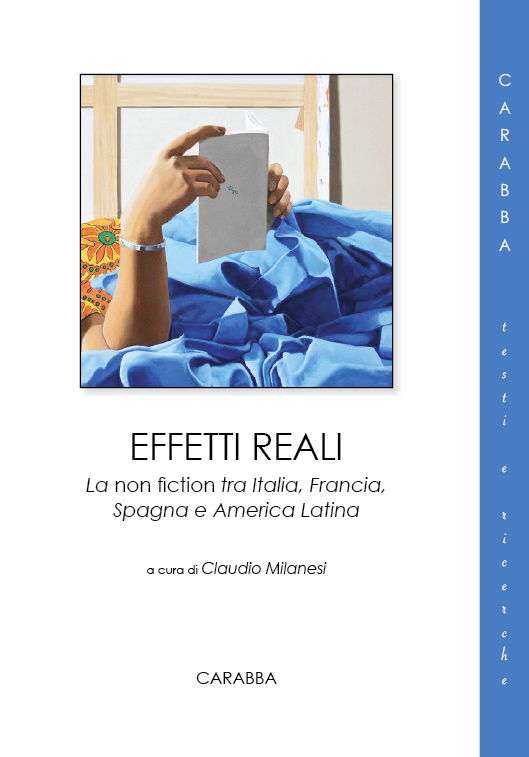 EFFETTI REALI
La non fiction tra Italia, Francia,
Spagna e America Latina
a cura di Claudio Milanesi
CARABBA
CARABBA
testi e ricerche